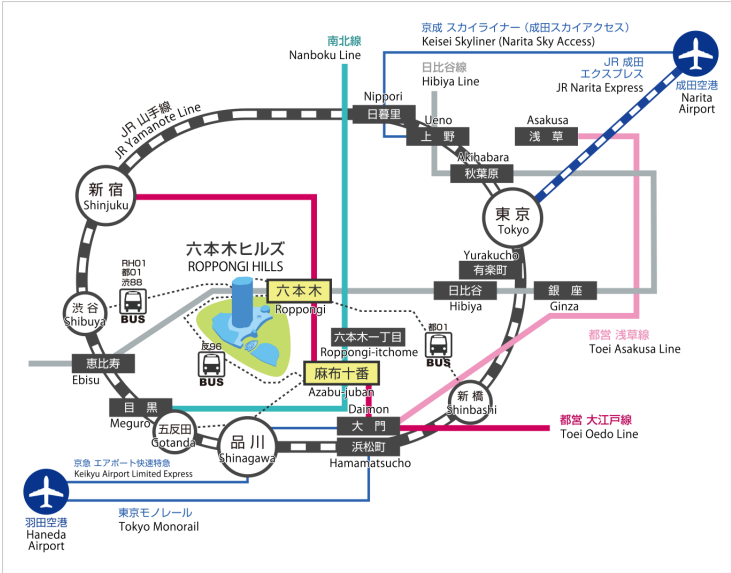 京成 スカイライナー（成田スカイアクセス）
Keisei Skyliner (Narita Sky Access)
南北線
Nanboku Line
日比谷線
Hibiya Line
JR 成田
エクスプレス
JR Narita Express
成田空港
Narita
Airport
JR 山手線
JR Yamanote Line
Nippori
日暮里
Ueno
上 野
Asakusa
浅 草
Akihabara
秋葉原
新宿
Shinjuku
東京
Tokyo
六本木ヒルズ
ROPPONGI HILLS
Yurakucho
有楽町
RH01
都01
渋88
BUS
六本木
Roppongi
日比谷
Hibiya
銀 座
Ginza
渋谷
Shibuya
六本木一丁目
Roppongi-itchome
都01
BUS
反96
BUS
都営 浅草線
Toei Asakusa Line
恵比寿
Ebisu
麻布十番
Azabu-juban
新橋
Shinbashi
目 黒
Meguro
Daimon
大 門
五反田
Gotanda
品川
Shinagawa
浜松町
Hamamatsucho
都営 大江戸線
Toei Oedo Line
京急 エアポート快速特急
Keikyu Airport Limited Express
羽田空港
Haneda
Airport
東京モノレール
Tokyo Monorail